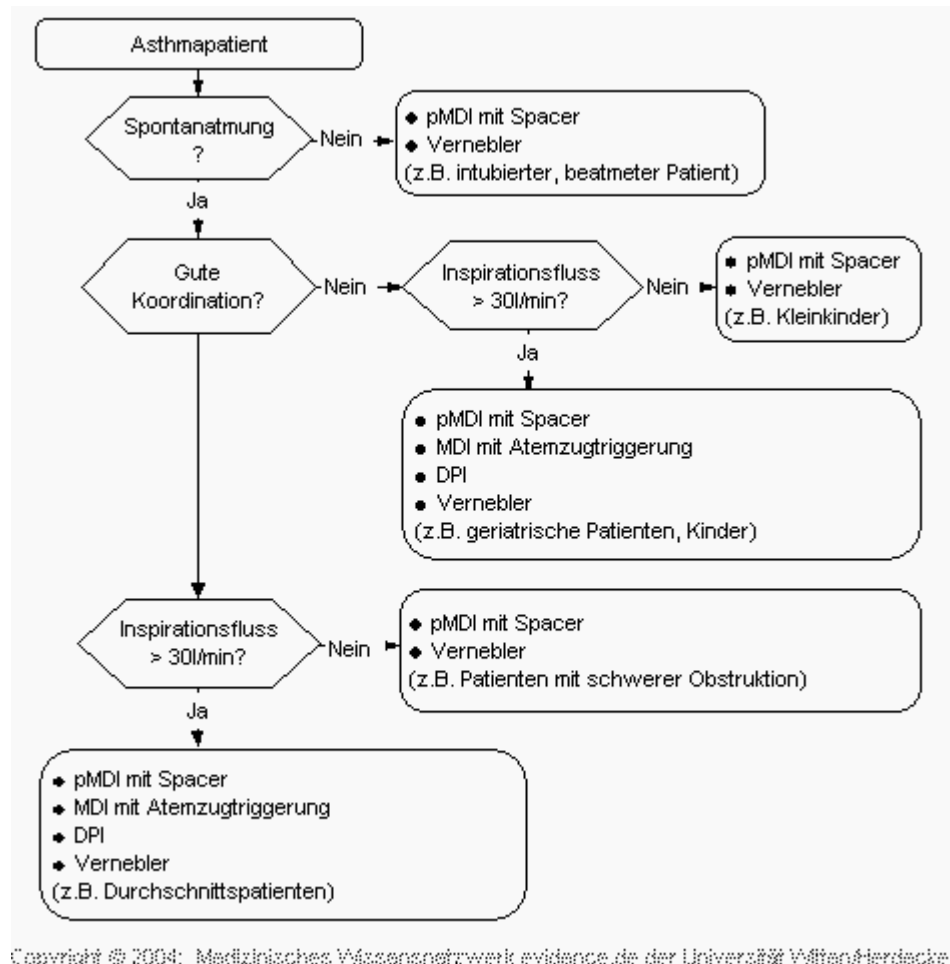 Asthmapatient
Spontanatmung
?
Nein
◆ pMDI mit Spacer
◆ Vernebler
(z.B. intubierter, beatmeter Patient)
Ja
Gute
Koordination?
Nein
Inspirationsfluss
> 30l/min?
Nein
◆ pMDI mit Spacer
◆ Vernebler
(z.B. Kleinkinder)
Ja
● pMDI mit Spacer
● MDI mit Atemzugtriggerung
● DPI
● Vernebler
(z.B. geriatrische Patienten, Kinder)
Inspirationsfluss
> 30l/min?
Nein
◆ pMDI mit Spacer
◆ Vernebler
(z.B. Patienten mit schwerer Obstruktion)
Ja
◆ pMDI mit Spacer
◆ MDI mit Atemzugtriggerung
◆ DPI
◆ Vernebler
(z.B. Durchschnittspatienten)
Copyright © 2004: Medizinisches Wissensnetzwerk evidence.de der Universität Witten/Herdecke